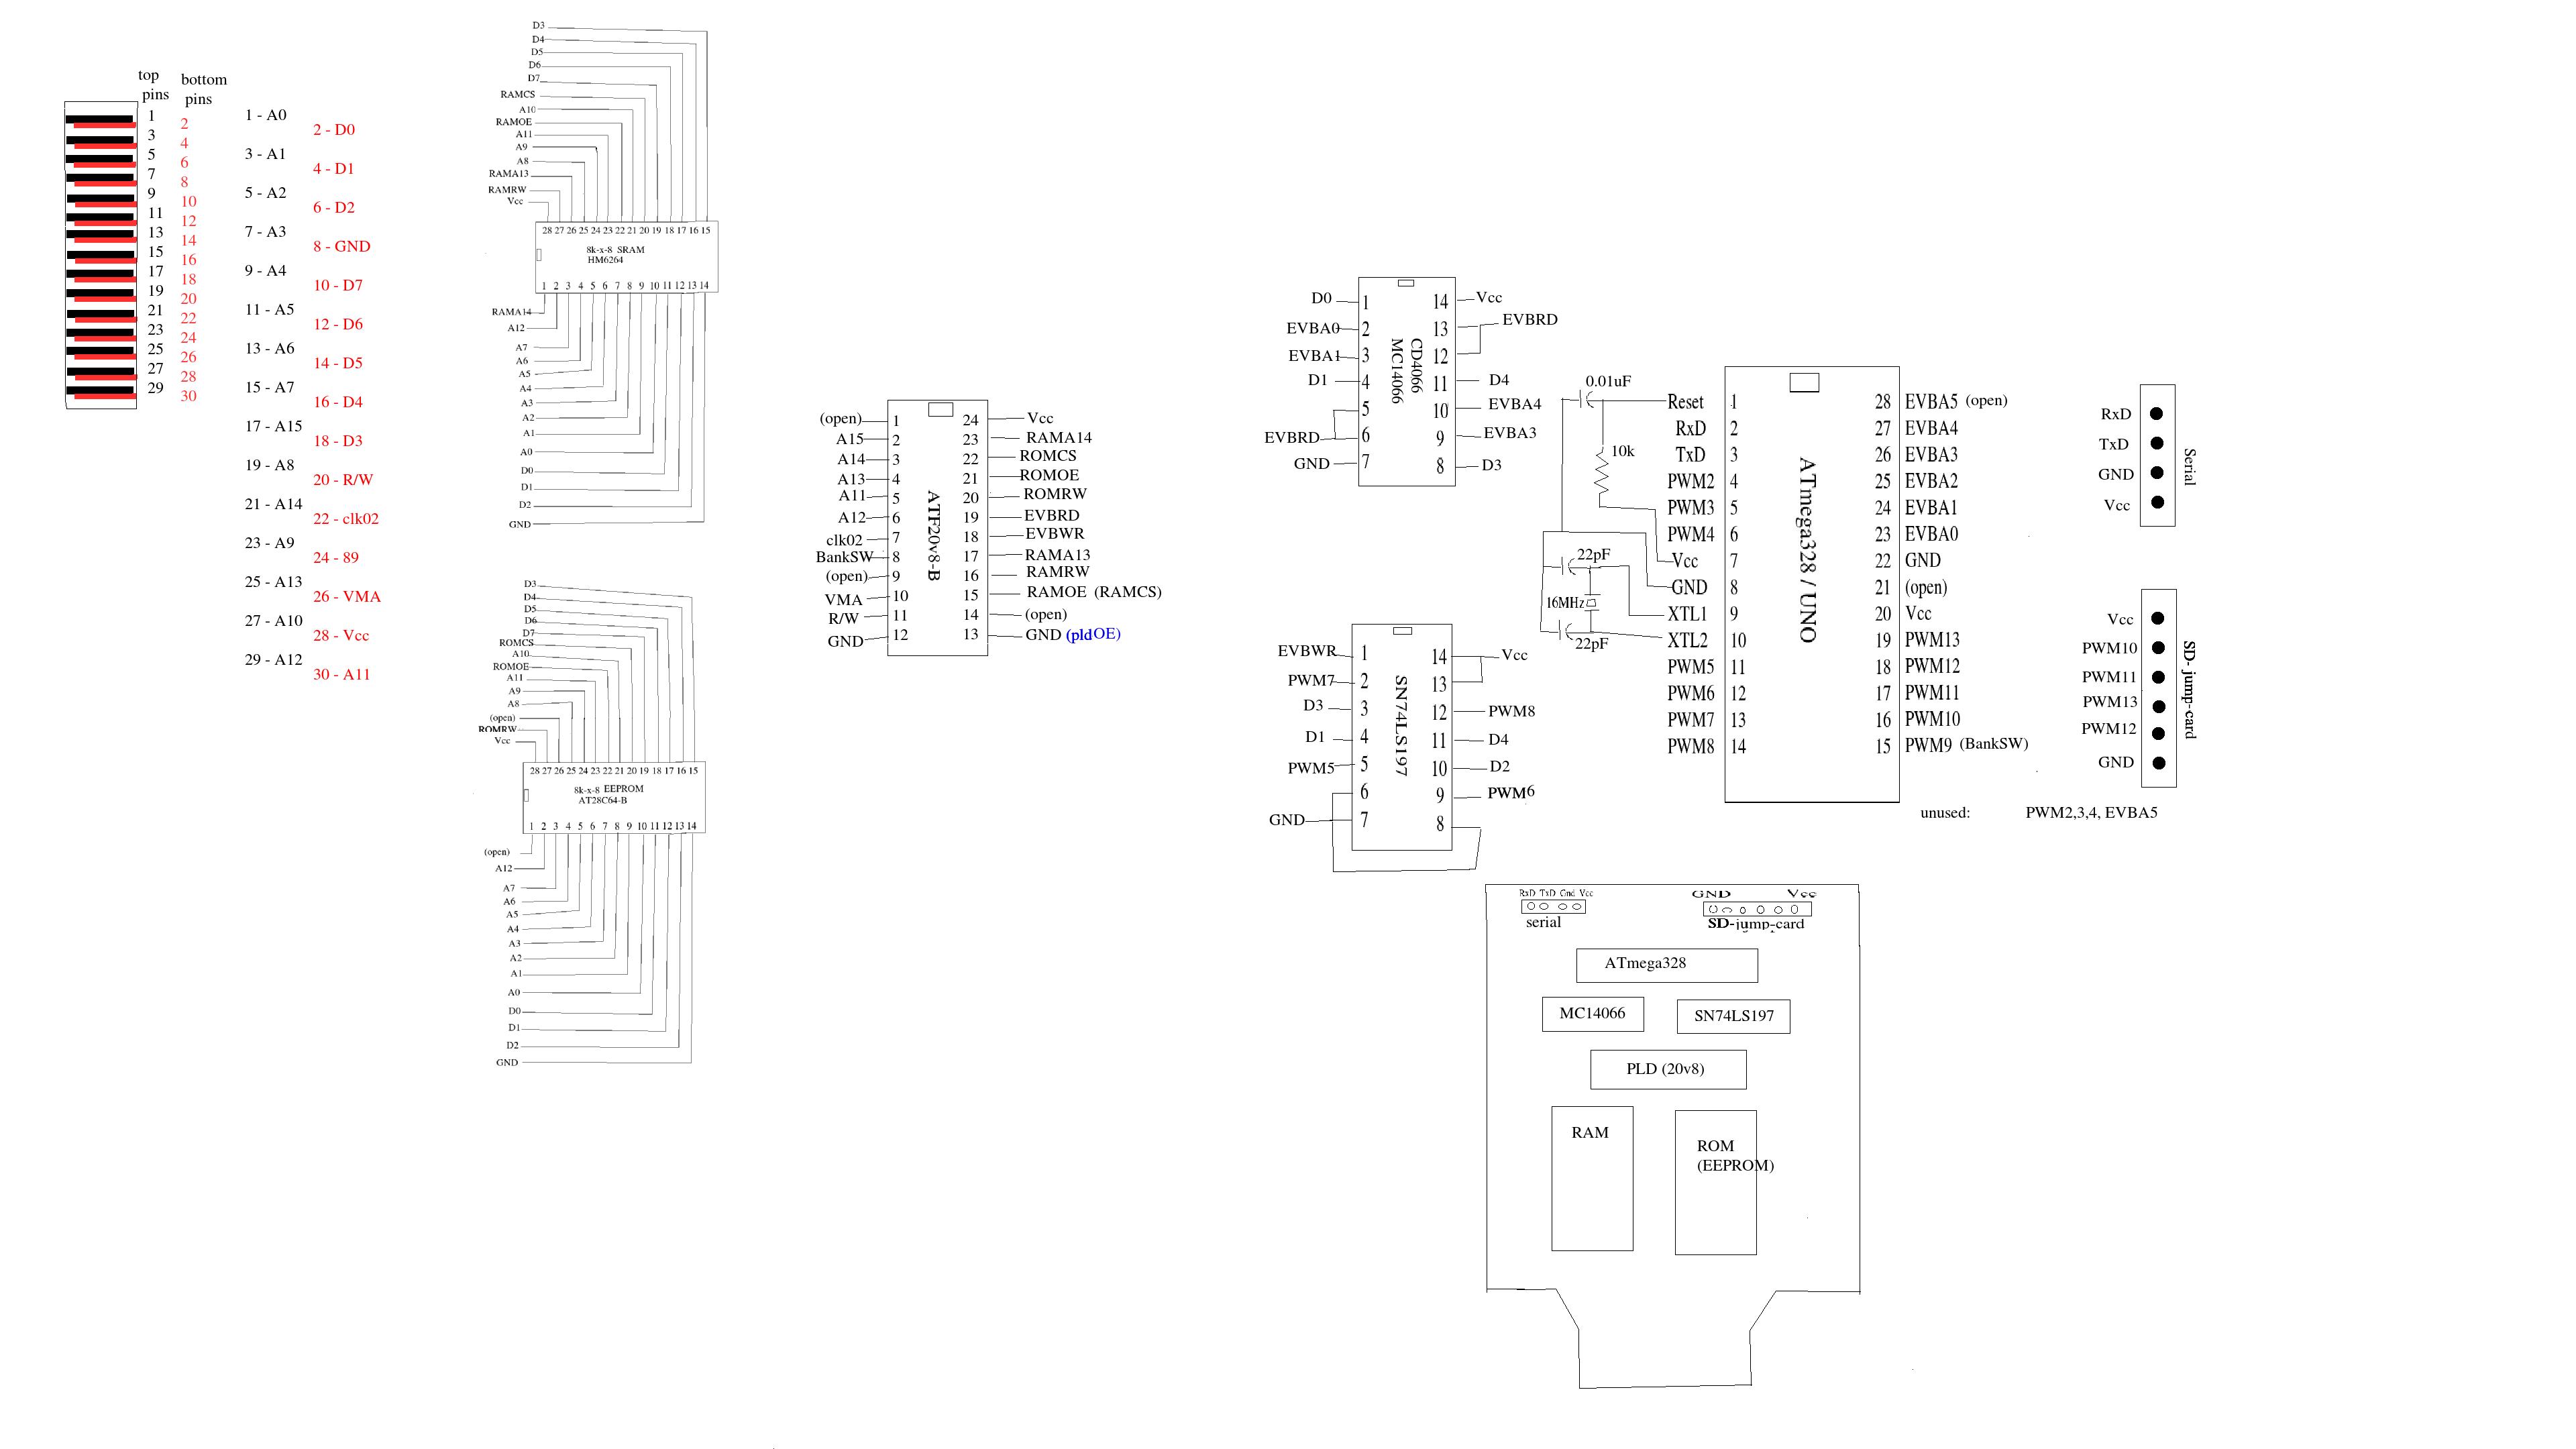 top
pins
bottom
pins
1
3
5
7
9
11
13
15
17
19
21
23
25
27
29
2
4
6
8
10
12
14
16
18
20
22
24
26
28
30
1 - A0
2 - D0
3 - A1
4 - D1
5 - A2
6 - D2
7 - A3
8 - GND
9 - A4
10 - D7
11 - A5
12 - D6
13 - A6
14 - D5
15 - A7
16 - D4
17 - A15
18 - D3
19 - A8
20 - R/W
21 - A14
22 - clk02
23 - A9
24 - 89
25 - A13
26 - VMA
27 - A10
28 - Vcc
29 - A12
30 - A11
D3
D4
D5
D6
D7
RAMCS
A10
RAMOE
A11
A9
A8
RAMA13
RAMRW
Vcc
28 27 26 25 24 23 22 21 20 19 18 17 16 15
8k-x-8 SRAM
HM6264
1 2 3 4 5 6 7 8 9 10 11 12 13 14
RAMA14
A12
A7
A6
A5
A4
A3
A2
A1
A0
D0
D1
D2
GND
D3
D4
D5
D6
D7
ROMCS
A10
ROMOE
A11
A9
A8
(open)
ROMRW
Vcc
28 27 26 25 24 23 22 21 20 19 18 17 16 15
8k-x-8 EEPROM
AT28C64-B
1 2 3 4 5 6 7 8 9 10 11 12 13 14
(open)
A12
A7
A6
A5
A4
A3
A2
A1
A0
D0
D1
D2
GND
(open) 1 24 Vcc
A15 2 23 RAMA14
A14 3 22 ROMCS
A13 4 21 ROMOE
A11 5 20 ROMRW
A12 6 19 EVBRD
clk02 7 18 EVBWR
BankSW 8 17 RAMA13
(open) 9 16 RAMRW
VMA 10 15 RAMOE (RAMCS)
R/W 11 14 (open)
GND 12 13 GND (pldOE)
ATF20v8-B
D0 1 14 Vcc
EVBA0 2 13 EVBRD
EVBA1 3 12
D1 4 11 D4
5 10 EVBA4
EVBRD 6 9 EVBA3
GND 7 8 D3
CD4066
MC14066
EVBWR 1 14 Vcc
PWM7 2 13
D3 3 12 PWM8
D1 4 11 D4
PWM5 5 10 D2
6 9 PWM6
GND 7 8
SN74LS197
0.01uF
10k
22pF
16MHz
22pF
Reset 1 28 EVBA5 (open)
RxD 2 27 EVBA4
TxD 3 26 EVBA3
PWM2 4 25 EVBA2
PWM3 5 24 EVBA1
PWM4 6 23 EVBA0
Vcc 7 22 GND
GND 8 21 (open)
XTL1 9 20 Vcc
XTL2 10 19 PWM13
PWM5 11 18 PWM12
PWM6 12 17 PWM11
PWM7 13 16 PWM10
PWM8 14 15 PWM9 (BankSW)
ATmega328 / UNO
unused: PWM2,3,4, EVBA5
RxD
TxD
GND
Vcc
Serial
Vcc
PWM10
PWM11
PWM13
PWM12
GND
SD-jump-card
RxD TxD Gnd Vcc
serial
GND Vcc
SD-jump-card
ATmega328
MC14066
SN74LS197
PLD (20v8)
RAM
ROM
(EEPROM)